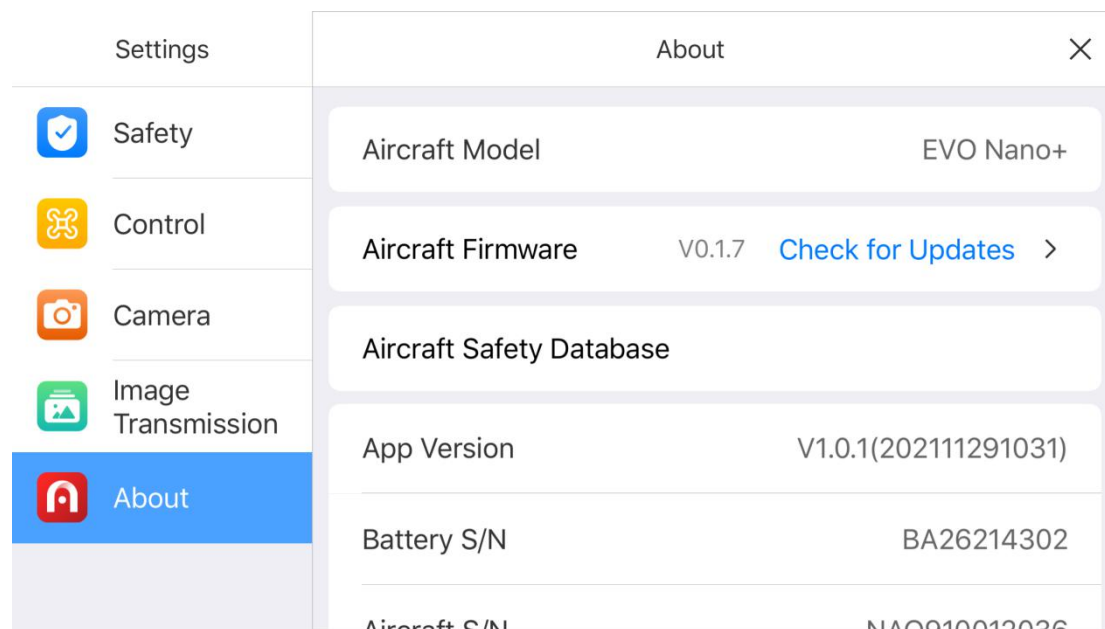 Settings
Safety
Control
Camera
Image
Transmission
About
About
Aircraft Model EVO Nano+
Aircraft Firmware V0.1.7 Check for Updates
Aircraft Safety Database
App Version V1.0.1(202111291031)
Battery S/N BA26214302
Aircraft S/N